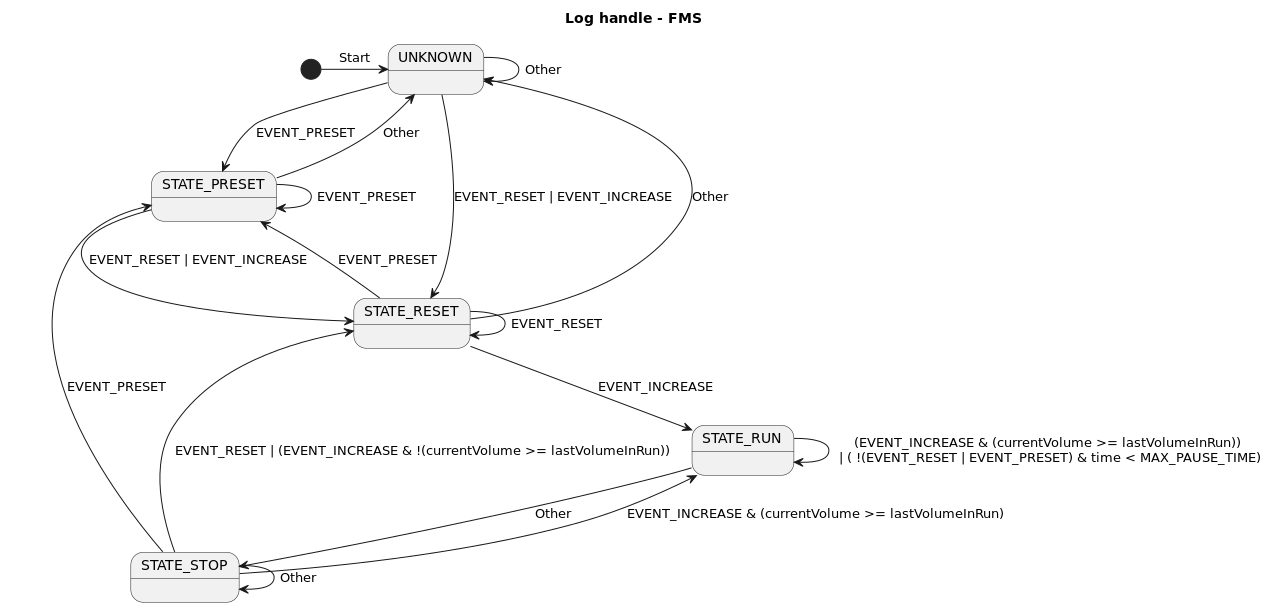 Log handle - FMS
Start
UNKNOWN
Other
EVENT_PRESET
Other
STATE_PRESET
EVENT_PRESET
EVENT_RESET | EVENT_INCREASE
Other
EVENT_RESET | EVENT_INCREASE
EVENT_PRESET
STATE_RESET
EVENT_RESET
EVENT_PRESET
EVENT_INCREASE
STATE_RUN
(EVENT_INCREASE & (currentVolume >= lastVolumeInRun))
| ( !(EVENT_RESET | EVENT_PRESET) & time < MAX_PAUSE_TIME)
EVENT_RESET | (EVENT_INCREASE & !(currentVolume >= lastVolumeInRun))
Other
EVENT_INCREASE & (currentVolume >= lastVolumeInRun)
STATE_STOP
Other